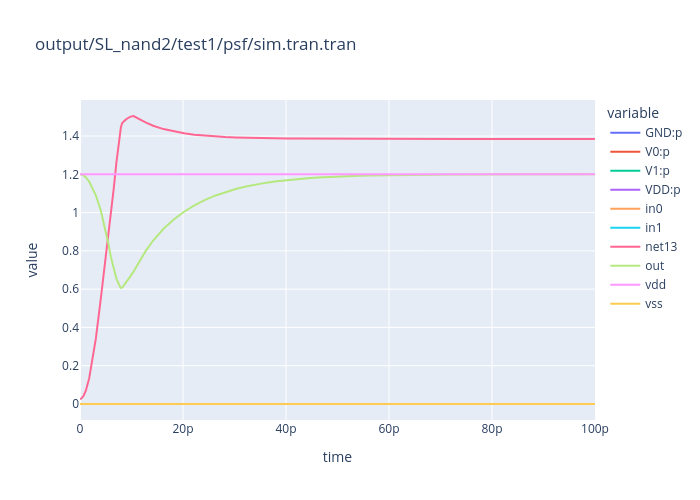 output/SL_nand2/test1/psf/sim.tran.tran
variable
GND:p
V0:p
V1:p
VDD:p
in0
in1
net13
out
vdd
vss
value
1.4
1.2
1
0.8
0.6
0.4
0.2
0
0 20p 40p 60p 80p 100p
time